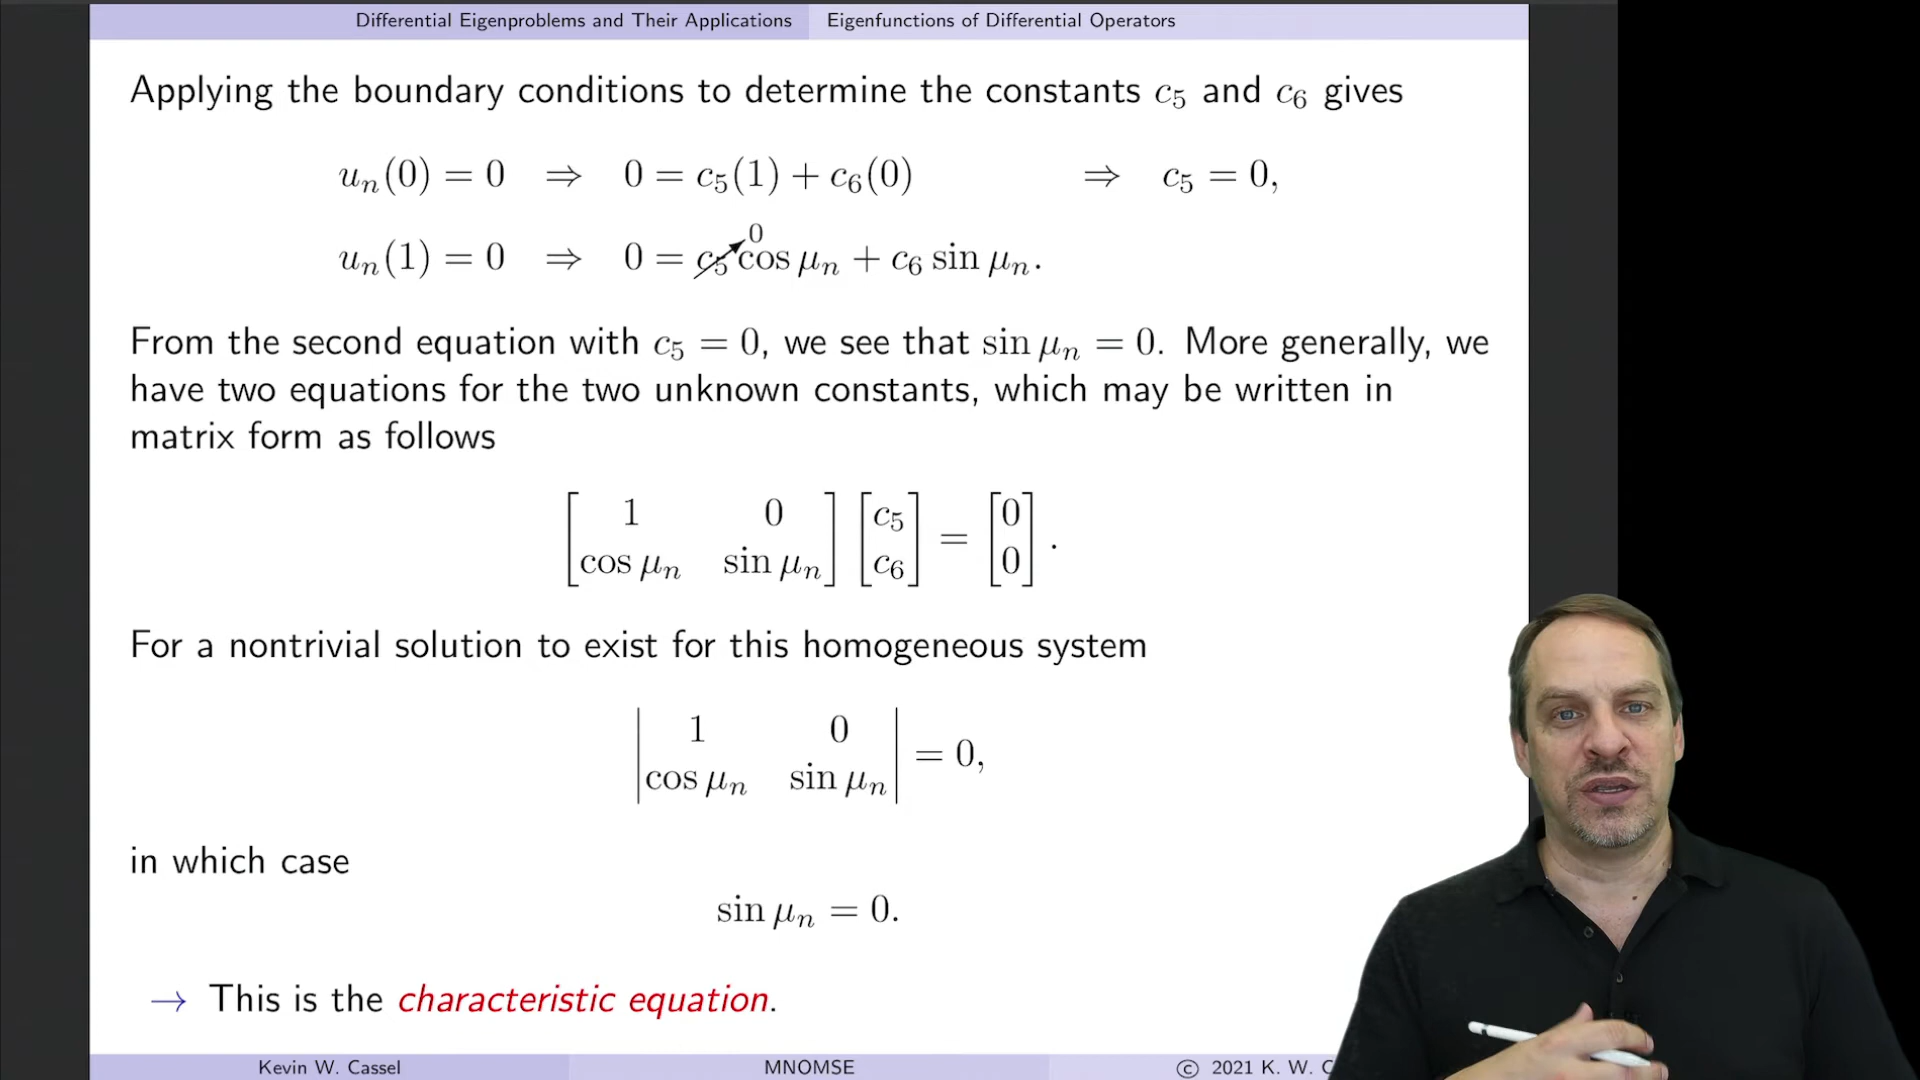 Differential Eigenproblems and Their Applications Eigenfunctions of Differential Operators
Applying the boundary conditions to determine the constants c₅ and c₆ gives
uₙ(0) = 0 ⇒ 0 = c₅(1) + c₆(0) ⇒ c₅ = 0,
0
uₙ(1) = 0 ⇒ 0 = c₅ cos μₙ + c₆ sin μₙ.
From the second equation with c₅ = 0, we see that sin μₙ = 0. More generally, we
have two equations for the two unknown constants, which may be written in
matrix form as follows
[1 0; cos μₙ sin μₙ] [c₅; c₆] = [0; 0].
For a nontrivial solution to exist for this homogeneous system
|1 0; cos μₙ sin μₙ| = 0,
in which case
sin μₙ = 0.
→ This is the characteristic equation.
Kevin W. Cassel MNOMSE © 2021 K. W. C